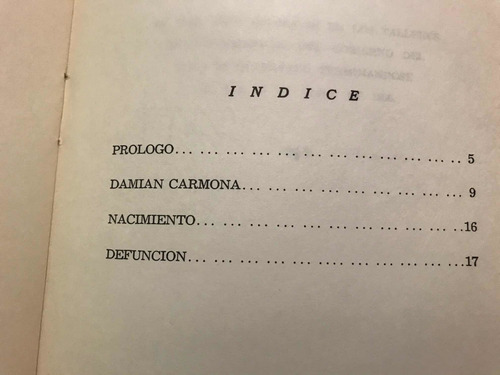 I N D I C E
PROLOGO... ... ... ... ... ... ... ... ... ... ... .. 5
DAMIAN CARMONA... ... ... ... ... ... ... ... ... 9
NACIMIENTO... ... ... ... ... ... ... ... ... ... ...16
DEFUNCION... ... ... ... ... ... ... ... ... ... ...17